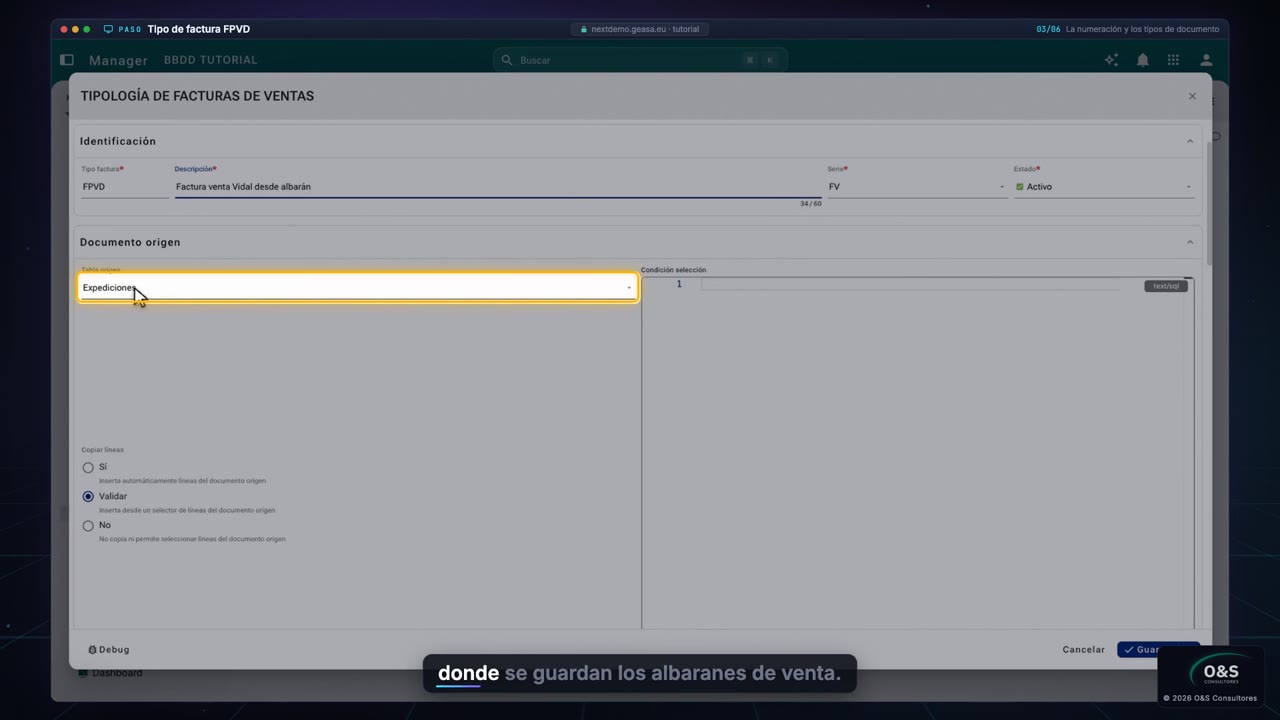 PASO Tipo de factura FPVD
nextdemo.geasa.eu · tutorial
03/06 La numeración y los tipos de documento
Manager BBDD TUTORIAL
Buscar
⌘ K
TIPOLOGÍA DE FACTURAS DE VENTAS
Identificación
Tipo factura* Descripción* Serie* Estado*
FPVD Factura venta Vidal desde albarán FV Activo
34 / 60
Documento origen
Tabla origen Condición selección
Expediciones 1 text/sql
Copiar líneas
Sí
Inserta automáticamente líneas del documento origen
Validar
Inserta desde un selector de líneas del documento origen
No
No copia ni permite seleccionar líneas del documento origen
Debug Cancelar
Dashboard
donde se guardan los albaranes de venta.
O&S
CONSULTORES
© 2026 O&S Consultores